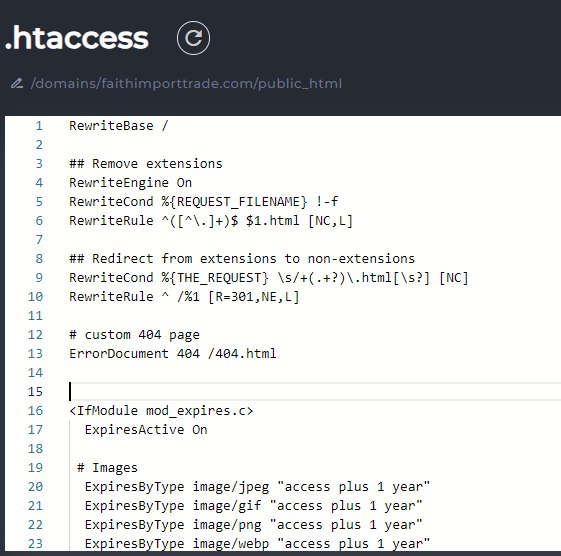 .htaccess
/domains/faithimporttrade.com/public_html
1 RewriteBase /
2
3 ## Remove extensions
4 RewriteEngine On
5 RewriteCond %{REQUEST_FILENAME} !-f
6 RewriteRule ^([^\.]+)$ $1.html [NC,L]
7
8 ## Redirect from extensions to non-extensions
9 RewriteCond %{THE_REQUEST} \s/+(.+?)\.html[\s?] [NC]
10 RewriteRule ^ /%1 [R=301,NE,L]
11
12 # custom 404 page
13 ErrorDocument 404 /404.html
14
15
16 <IfModule mod_expires.c>
17 ExpiresActive On
18
19 # Images
20 ExpiresByType image/jpeg "access plus 1 year"
21 ExpiresByType image/gif "access plus 1 year"
22 ExpiresByType image/png "access plus 1 year"
23 ExpiresByType image/webp "access plus 1 year"